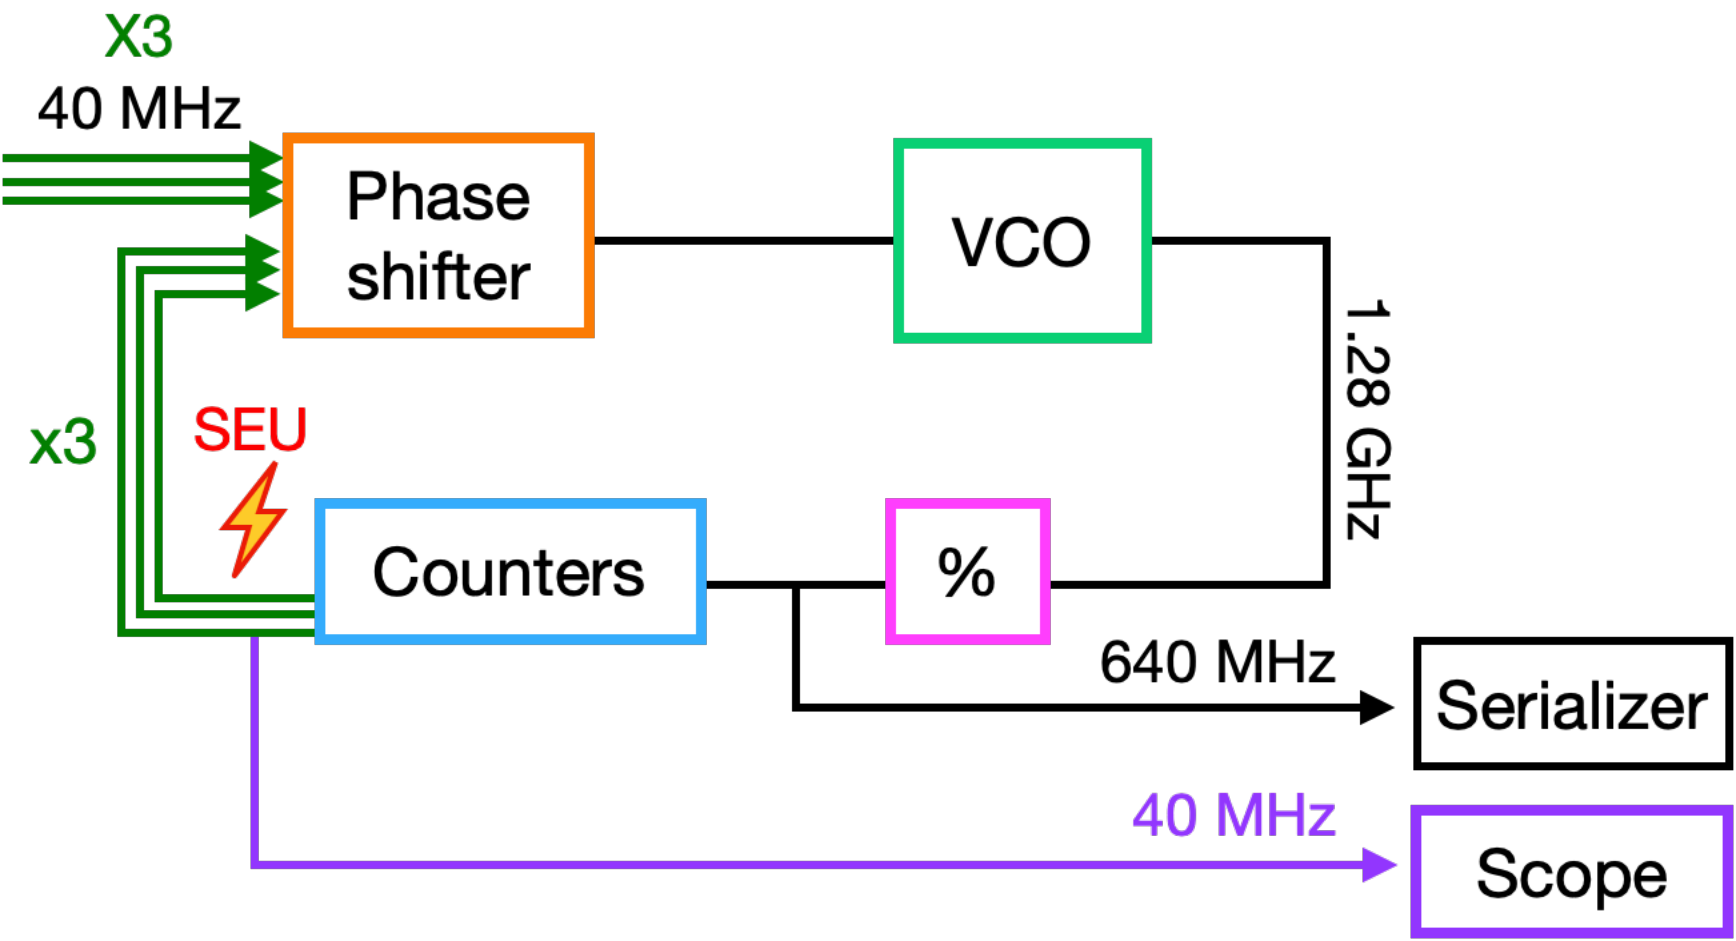 X3
40 MHz
Phase
shifter
VCO
1.28 GHz
x3
SEU
Counters
%
640 MHz
Serializer
40 MHz
Scope